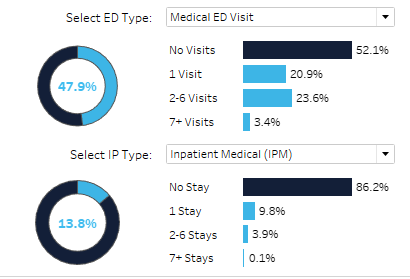 Select ED Type: Medical ED Visit
47.9%
No Visits 52.1%
1 Visit 20.9%
2-6 Visits 23.6%
7+ Visits 3.4%
Select IP Type: Inpatient Medical (IPM)
13.8%
No Stay 86.2%
1 Stay 9.8%
2-6 Stays 3.9%
7+ Stays 0.1%